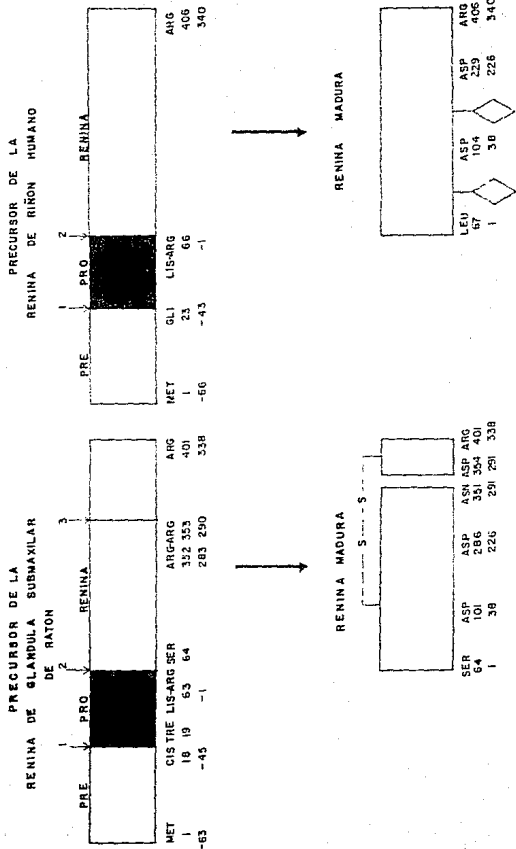 PRECURSOR DE LA
RENINA DE GLANDULA SUBMAXILAR
DE RATON
1 2 3
PRE PRO RENINA
MET CIS TRE LIS-ARG SER ARG-ARG ARG
1 18 19 63 64 352 353 401
-63 -45 -1 283 290 338
PRECURSOR DE LA
RENINA DE RIÑON HUMANO
1 2
PRE PRO RENINA
MET GLI LIS-ARG ARG
1 23 66 406
-66 -43 -1 340
RENINA MADURA
S S
SER ASP ASP ASN ASP ARG
64 101 286 351 354 401
1 38 226 291 291 338
RENINA MADURA
LEU ASP ASP ARG
67 104 229 406
1 38 226 340